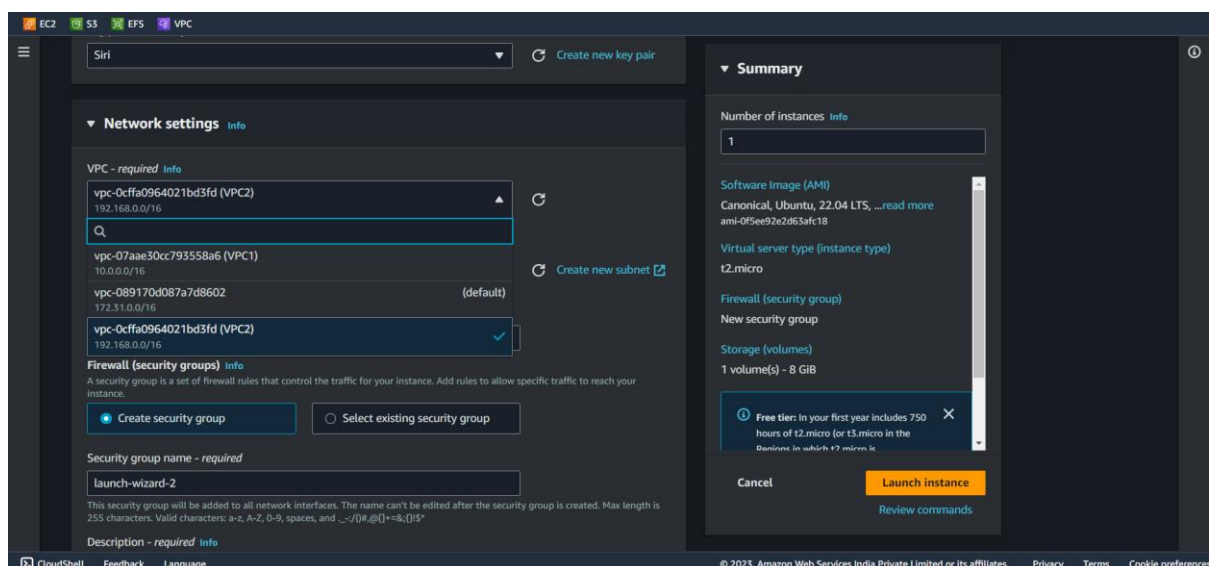 EC2 S3 EFS VPC
Siri
Create new key pair
Network settings Info
VPC - required Info
vpc-0cffa0964021bd3fd (VPC2)
192.168.0.0/16
vpc-07aae30cc793558a6 (VPC1)
10.0.0.0/16
Create new subnet
vpc-089170d087a7d8602 (default)
172.31.0.0/16
vpc-0cffa0964021bd3fd (VPC2)
192.168.0.0/16
Firewall (security groups) Info
A security group is a set of firewall rules that control the traffic for your instance. Add rules to allow specific traffic to reach your
instance.
Create security group
Select existing security group
Security group name - required
launch-wizard-2
This security group will be added to all network interfaces. The name can't be edited after the security group is created. Max length is
255 characters. Valid characters: a-z, A-Z, 0-9, spaces, and ._-:/()#,@[]+=&;{}!$*
Description - required Info
Summary
Number of instances Info
1
Software Image (AMI)
Canonical, Ubuntu, 22.04 LTS, ...read more
ami-0f5ee92e2d63afc18
Virtual server type (instance type)
t2.micro
Firewall (security group)
New security group
Storage (volumes)
1 volume(s) - 8 GiB
Free tier: In your first year includes 750
hours of t2.micro (or t3.micro in the
Regions in which t2.micro is
Cancel
Launch instance
Review commands
CloudShell Feedback Language
© 2023, Amazon Web Services India Private Limited or its affiliates. Privacy Terms Cookie preferences